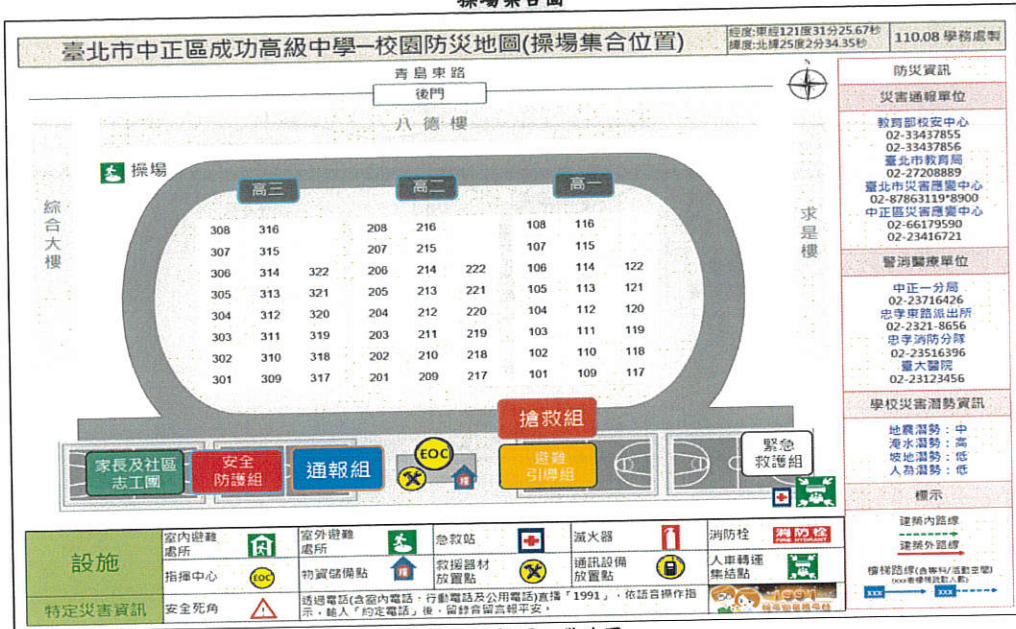 臺北市中正區成功高級中學─校園防災地圖(操場集合位置)
經度:東經121度31分25.67秒
緯度:北緯25度2分34.35秒
110.08 學務處製
青島東路
後門
八德樓
操場
綜合大樓
求是樓
高三 高二 高一
308 316 208 216 108 116
307 315 207 215 107 115
306 314 322 206 214 222 106 114 122
305 313 321 205 213 221 105 113 121
304 312 320 204 212 220 104 112 120
303 311 319 203 211 219 103 111 119
302 310 318 202 210 218 102 110 118
301 309 317 201 209 217 101 109 117
搶救組
家長及社區
志工團
安全
防護組
通報組
EOC
避難
引導組
緊急
救護組
防災資訊
災害通報單位
教育部校安中心
02-33437855
02-33437856
臺北市教育局
02-27208889
臺北市災害應變中心
02-87863119*8900
中正區災害應變中心
02-66179590
02-23416721
警消醫療單位
中正一分局
02-23716426
忠孝東路派出所
02-2321-8656
忠孝消防分隊
02-23516396
臺大醫院
02-23123456
學校災害潛勢資訊
地震潛勢：中
淹水潛勢：高
坡地潛勢：低
人為潛勢：低
標示
建築內路線
建築外路線
樓梯路線(含專科/活動空間)
xxx xxx
設施
室內避難
處所
室外避難
處所
急救站
滅火器
消防栓
消防栓
FIRE HYDRANT
指揮中心
EOC
物資儲備點
救援器材
放置點
通訊設備
放置點
人車轉運
集結點
特定災害資訊
安全死角
透過電話(含室內電話、行動電話及公用電話)直播「1991」，依語音操作指
示，輸入「約定電話」後，留錄音留言報平安。
1991